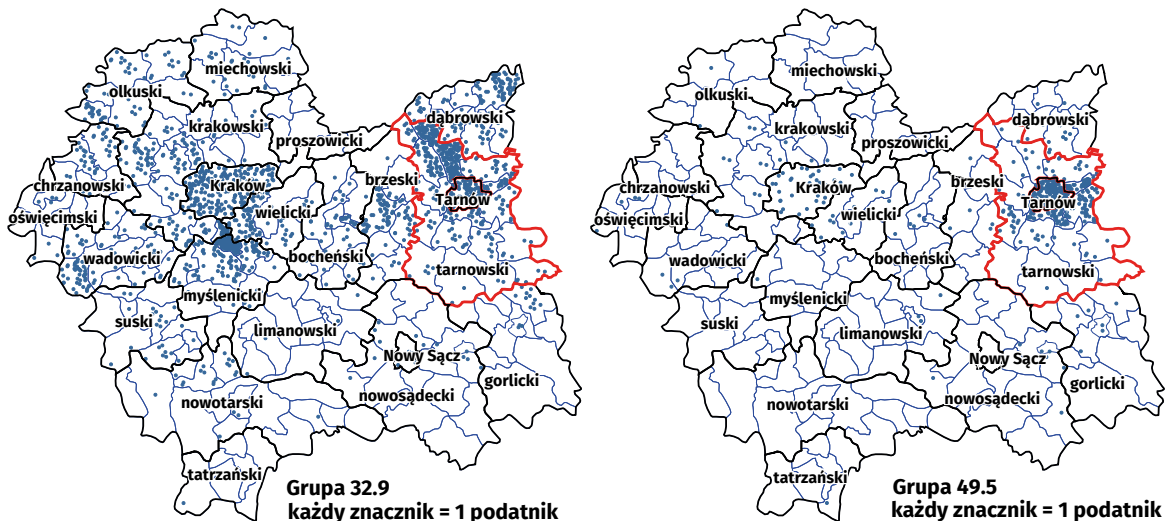 miechowski
olkuski
dąbrowski
krakówski
proszowicki
chrzanowski
Kraków
brzeski
Tarnów
oświęcimski
wielicki
wadowicki
bocheński
tarnowski
myślenicki
suski
limanowski
Nowy Sącz
gorlicki
nowotarski
nowosądecki
tatrzański
Grupa 32.9
każdy znacznik = 1 podatnik
miechowski
olkuski
dąbrowski
krakowski
proszowicki
chrzanowski
Kraków
brzeski
Tarnów
oświęcimski
wielicki
wadowicki
bocheński
tarnowski
myślenicki
suski
limanowski
Nowy Sącz
gorlicki
nowotarski
nowosądecki
tatrzański
Grupa 49.5
każdy znacznik = 1 podatnik